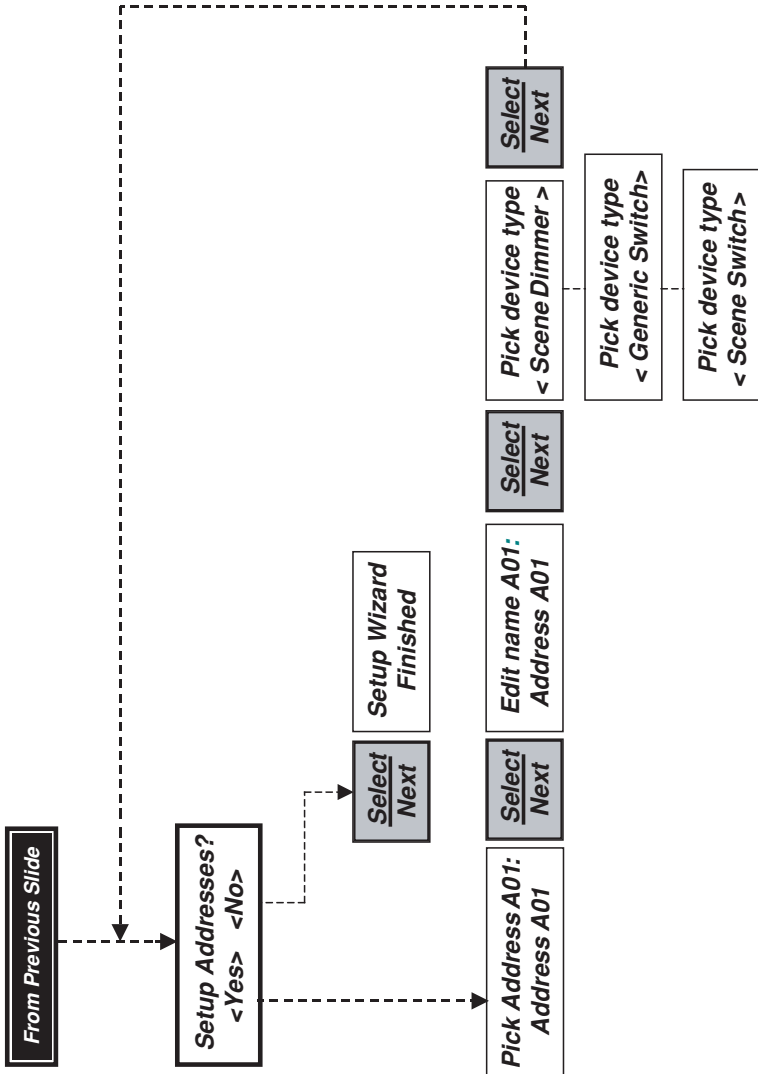 From Previous Slide
Setup Addresses?
<Yes> <No>
Select
Next
Setup Wizard
Finished
Pick Address A01:
Address A01
Select
Next
Edit name A01:
Address A01
Select
Next
Pick device type
< Scene Dimmer >
Select
Next
Pick device type
< Generic Switch>
Pick device type
< Scene Switch>